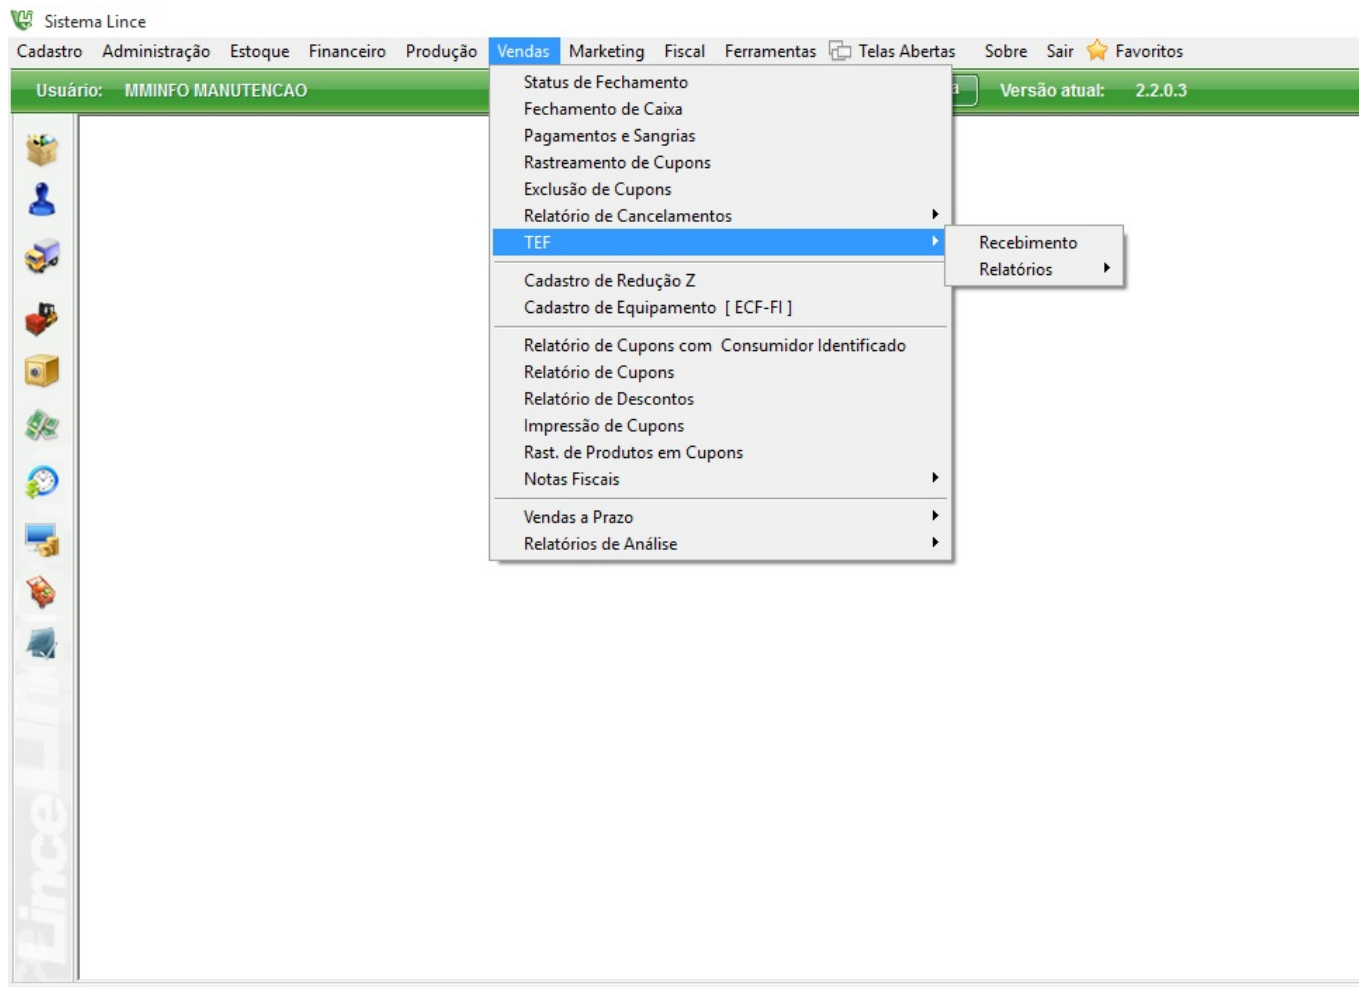 Sistema Lince
Cadastro Administração Estoque Financeiro Produção Vendas Marketing Fiscal Ferramentas Telas Abertas Sobre Sair Favoritos
Usuário: MMINFO MANUTENCAO a Versão atual: 2.2.0.3
Status de Fechamento
Fechamento de Caixa
Pagamentos e Sangrias
Rastreamento de Cupons
Exclusão de Cupons
Relatório de Cancelamentos
TEF
Recebimento
Relatórios
Cadastro de Redução Z
Cadastro de Equipamento [ ECF-FI ]
Relatório de Cupons com Consumidor Identificado
Relatório de Cupons
Relatório de Descontos
Impressão de Cupons
Rast. de Produtos em Cupons
Notas Fiscais
Vendas a Prazo
Relatórios de Análise
Lince